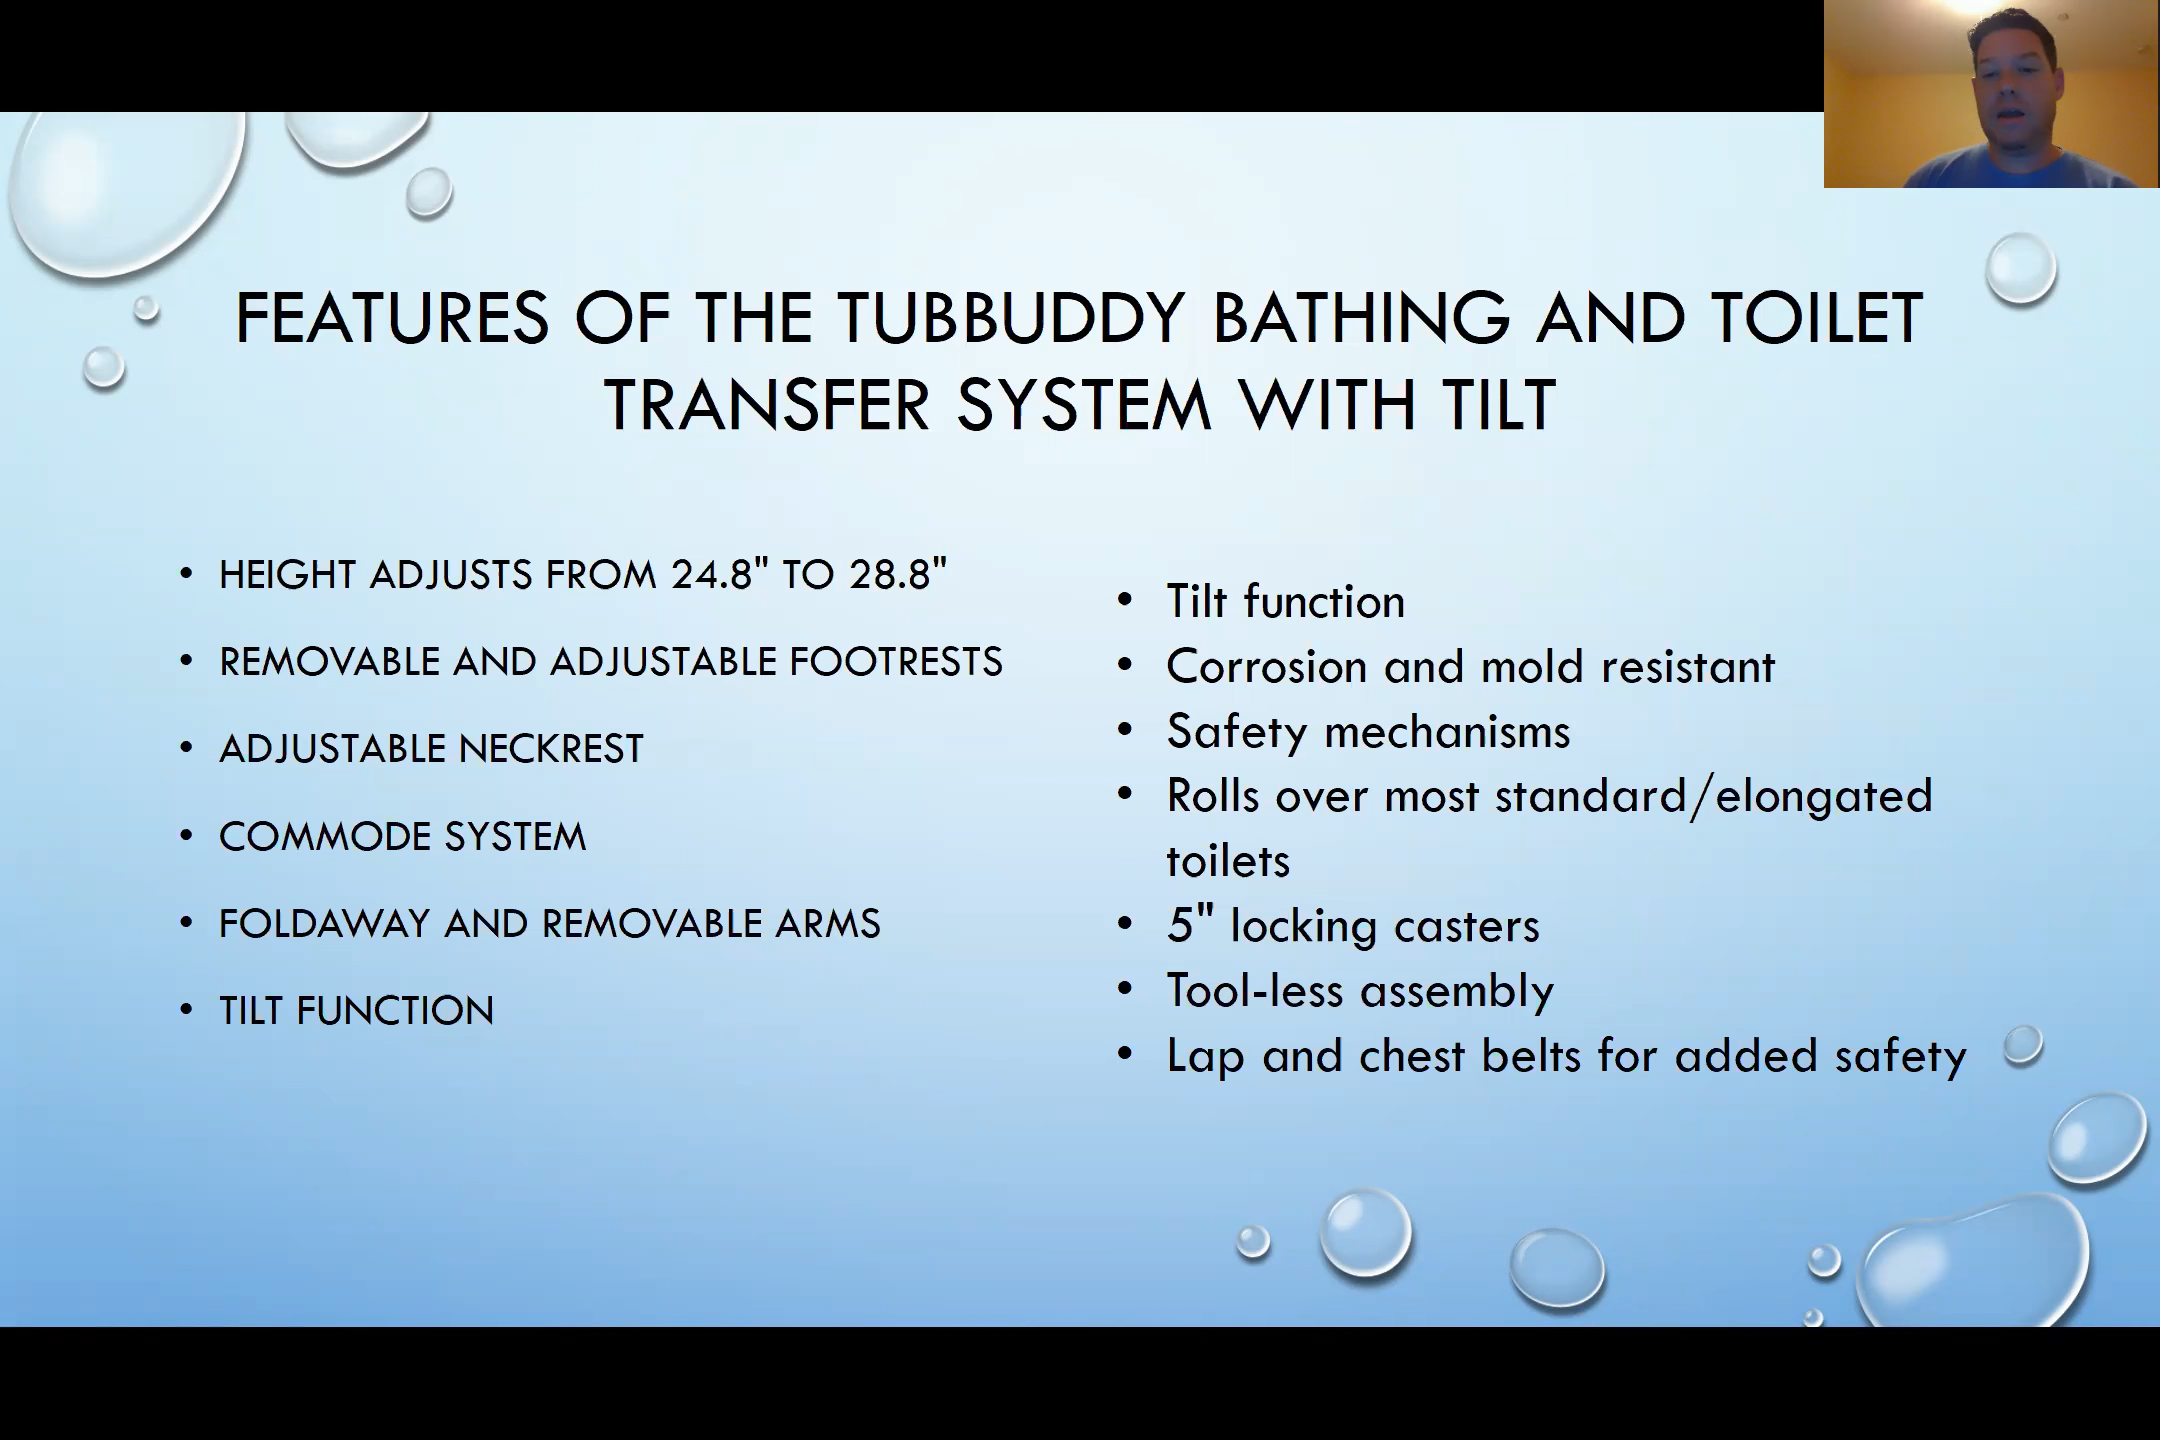 FEATURES OF THE TUBBUDDY BATHING AND TOILET
TRANSFER SYSTEM WITH TILT
• HEIGHT ADJUSTS FROM 24.8" TO 28.8"
• REMOVABLE AND ADJUSTABLE FOOTRESTS
• ADJUSTABLE NECKREST
• COMMODE SYSTEM
• FOLDAWAY AND REMOVABLE ARMS
• TILT FUNCTION
• Tilt function
• Corrosion and mold resistant
• Safety mechanisms
• Rolls over most standard/elongated
toilets
• 5" locking casters
• Tool-less assembly
• Lap and chest belts for added safety